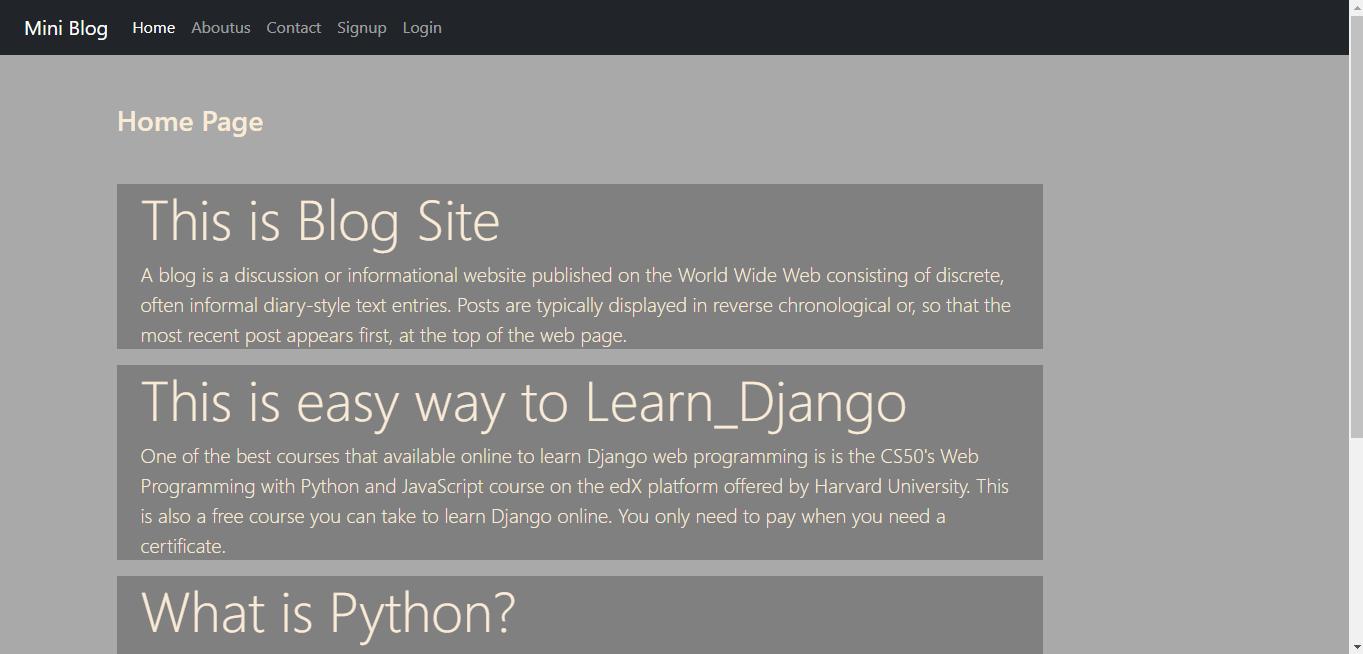 Mini Blog Home Aboutus Contact Signup Login
Home Page
This is Blog Site
A blog is a discussion or informational website published on the World Wide Web consisting of discrete,
often informal diary-style text entries. Posts are typically displayed in reverse chronological or, so that the
most recent post appears first, at the top of the web page.
This is easy way to Learn_Django
One of the best courses that available online to learn Django web programming is is the CS50's Web
Programming with Python and JavaScript course on the edX platform offered by Harvard University. This
is also a free course you can take to learn Django online. You only need to pay when you need a
certificate.
What is Python?